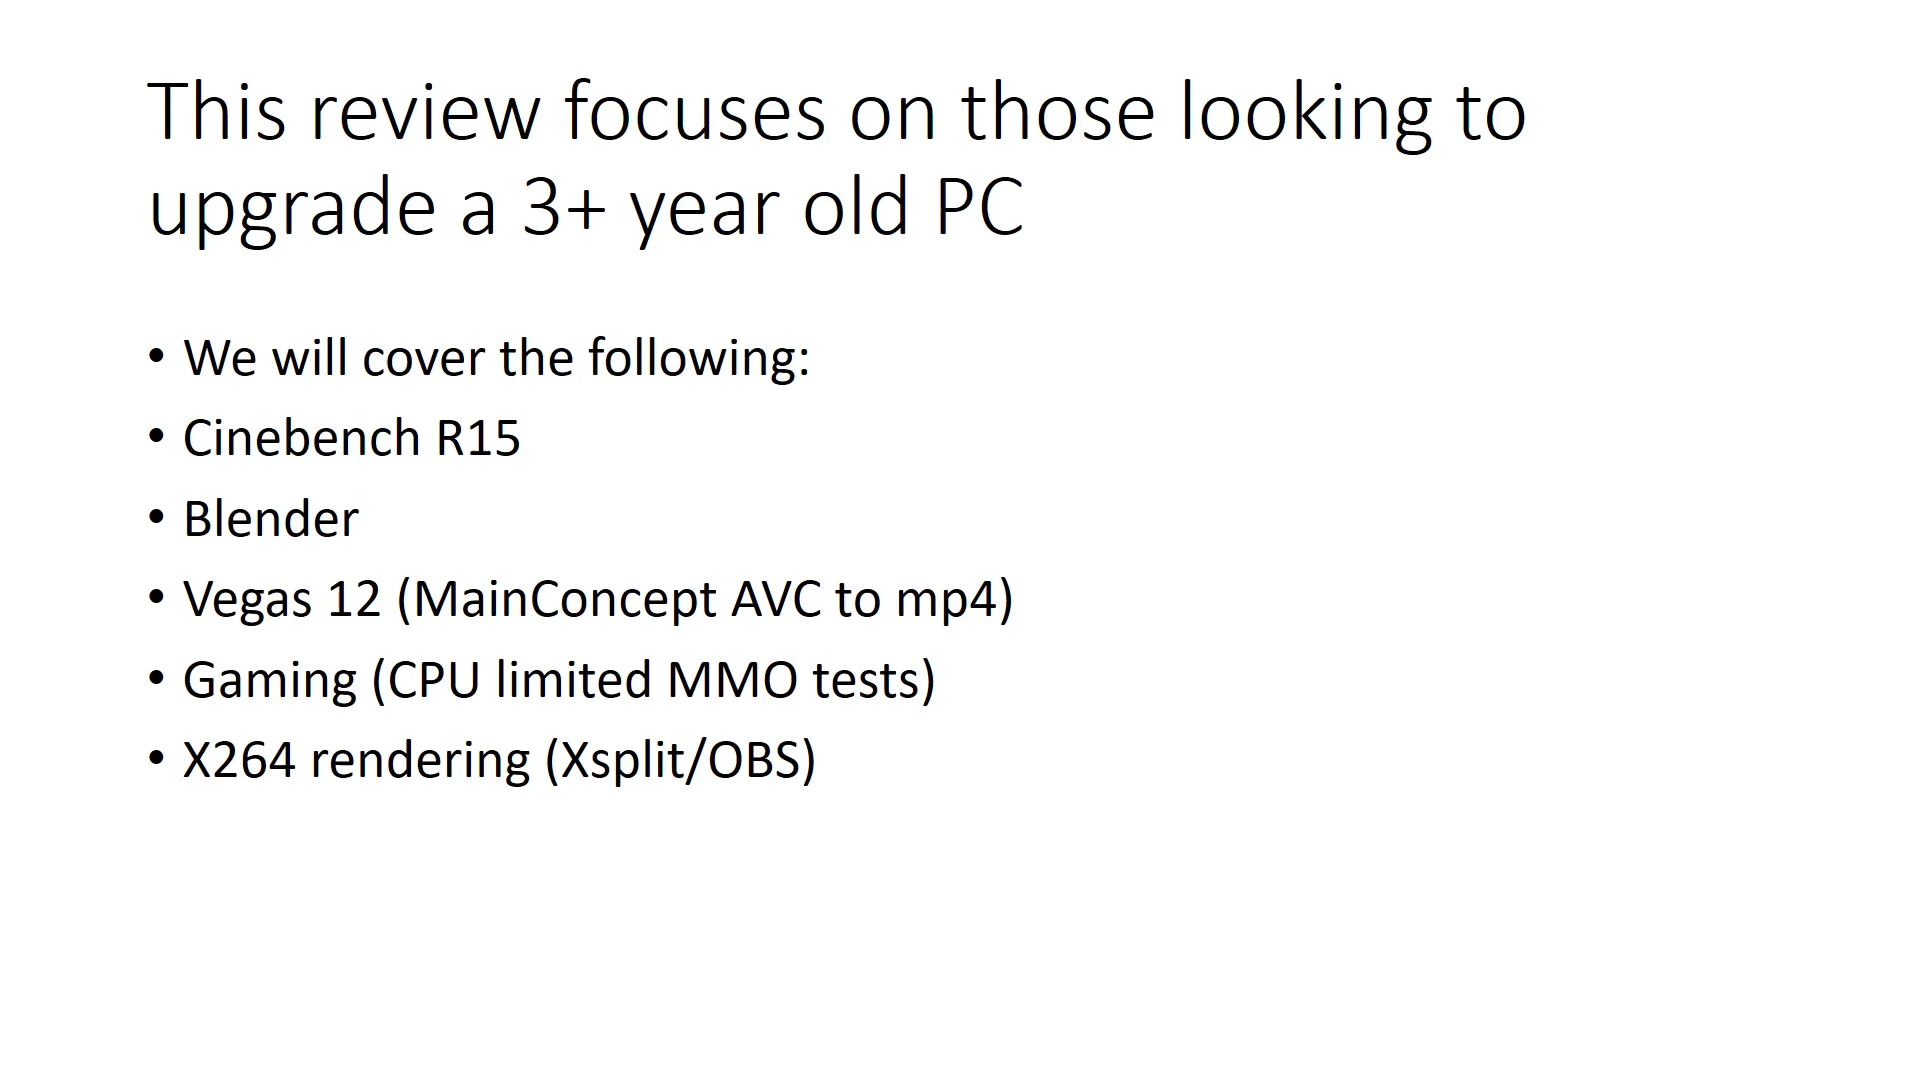 This review focuses on those looking to
upgrade a 3+ year old PC
• We will cover the following:
• Cinebench R15
• Blender
• Vegas 12 (MainConcept AVC to mp4)
• Gaming (CPU limited MMO tests)
• X264 rendering (Xsplit/OBS)